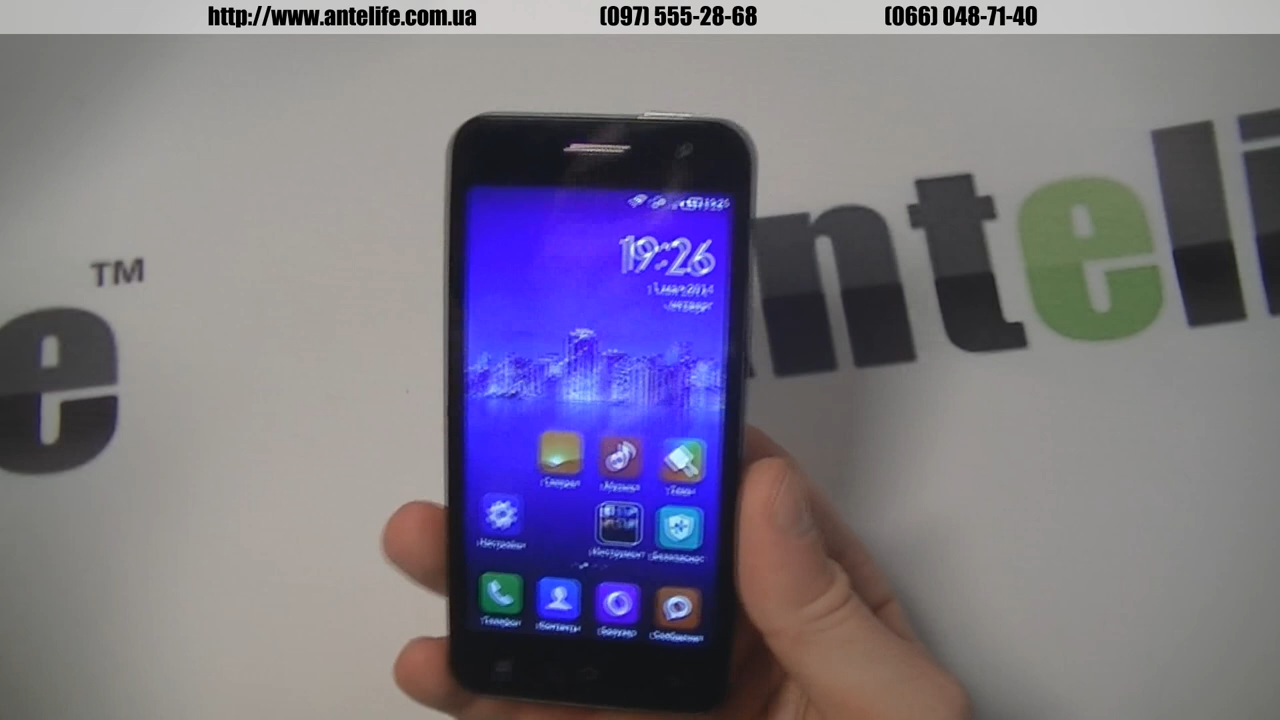 http://www.antelife.com.ua (097) 555-28-68 (066) 048-71-40
TM
e
nteli
19:26
Галерея Музыка Темы
Настройки Инструмент Безопаснос
Телефон Контакты Браузер Сообщения